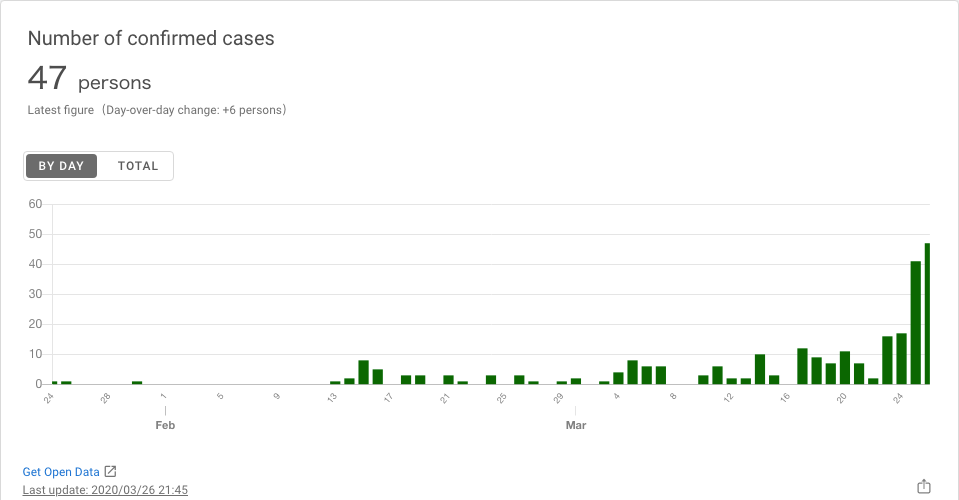 Number of confirmed cases
47 persons
Latest figure（Day-over-day change: +6 persons）
BY DAY TOTAL
60
50
40
30
20
10
0
24 28 1 5 9 13 17 21 25 29 4 8 12 16 20 24
Feb Mar
Get Open Data
Last update: 2020/03/26 21:45